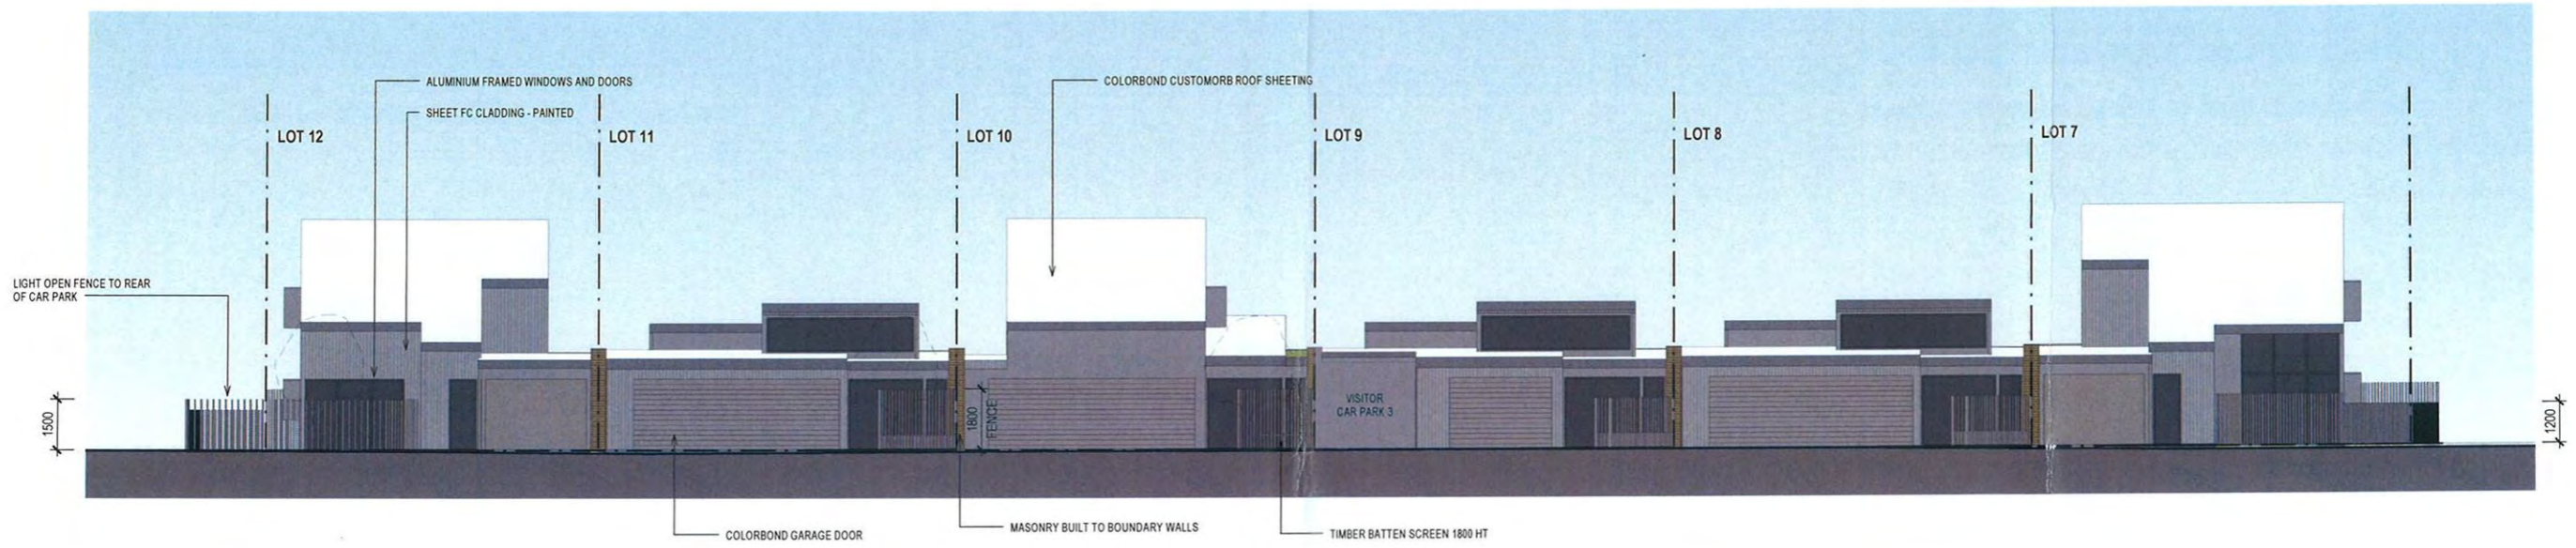 ALUMINIUM FRAMED WINDOWS AND DOORS
COLORBOND CUSTOMORB ROOF SHEETING
SHEET FC CLADDING - PAINTED
LOT 12
LOT 11
LOT 10
LOT 9
LOT 8
LOT 7
LIGHT OPEN FENCE TO REAR
OF CAR PARK
VISITOR
CAR PARK 3
1500
1800
FENCE
1200
COLORBOND GARAGE DOOR
MASONRY BUILT TO BOUNDARY WALLS
TIMBER BATTEN SCREEN 1800 HT